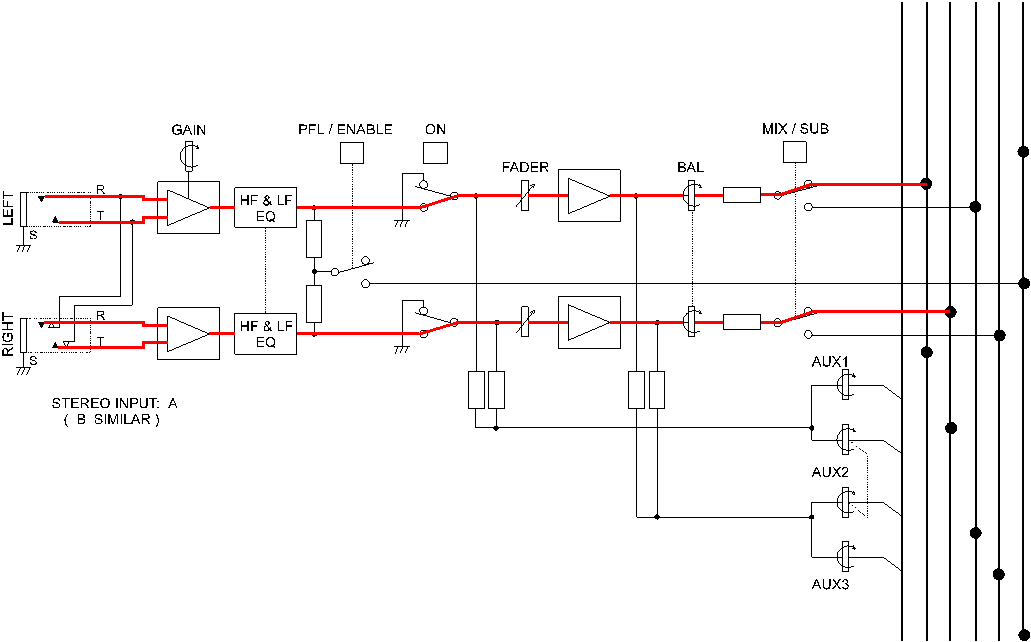 GAIN
PFL / ENABLE
ON
MIX / SUB
FADER
BAL
LEFT
R
T
S
HF & LF
EQ
RIGHT
R
T
S
HF & LF
EQ
STEREO INPUT: A
( B SIMILAR )
AUX1
AUX2
AUX3